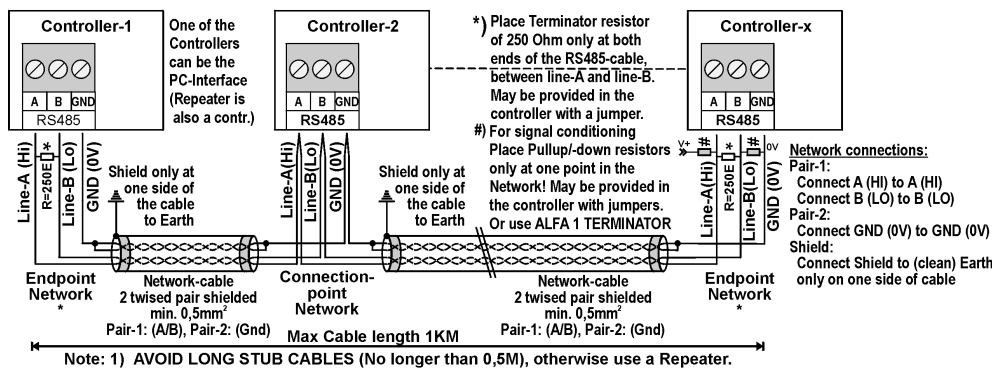 Controller-1
A B GND
RS485
One of the
Controllers
can be the
PC-Interface
(Repeater is
also a contr.)
Controller-2
A B GND
RS485
*) Place Terminator resistor
of 250 Ohm only at both
ends of the RS485-cable,
between line-A and line-B.
May be provided in the
controller with a jumper.
#) For signal conditioning
Place Pullup/-down resistors
only at one point in the
Network! May be provided in
the controller with jumpers.
Or use ALFA 1 TERMINATOR
Controller-x
A B GND
RS485
Line-A (Hi)
R=250E
*
Line-B (Lo)
GND (0V)
Shield only at
one side of
the cable
to Earth
Line-A(Hi)
Line-B(Lo)
GND (0V)
Shield only at
one side of
the cable
to Earth
V+
#
*
#
0V
Line-A(Hi)
R=250E
Line-B(Lo)
GND (0V)
Network connections:
Pair-1:
Connect A (HI) to A (HI)
Connect B (LO) to B (LO)
Pair-2:
Connect GND (0V) to GND (0V)
Shield:
Connect Shield to (clean) Earth
only on one side of cable
Endpoint
Network
*
Network-cable
2 twised pair shielded
min. 0,5mm²
Pair-1: (A/B), Pair-2: (Gnd)
Connection-
point
Network
Network-cable
2 twised pair shielded
min. 0,5mm²
Pair-1: (A/B), Pair-2: (Gnd)
Endpoint
Network
*
Max Cable length 1KM
Note: 1) AVOID LONG STUB CABLES (No longer than 0,5M), otherwise use a Repeater.